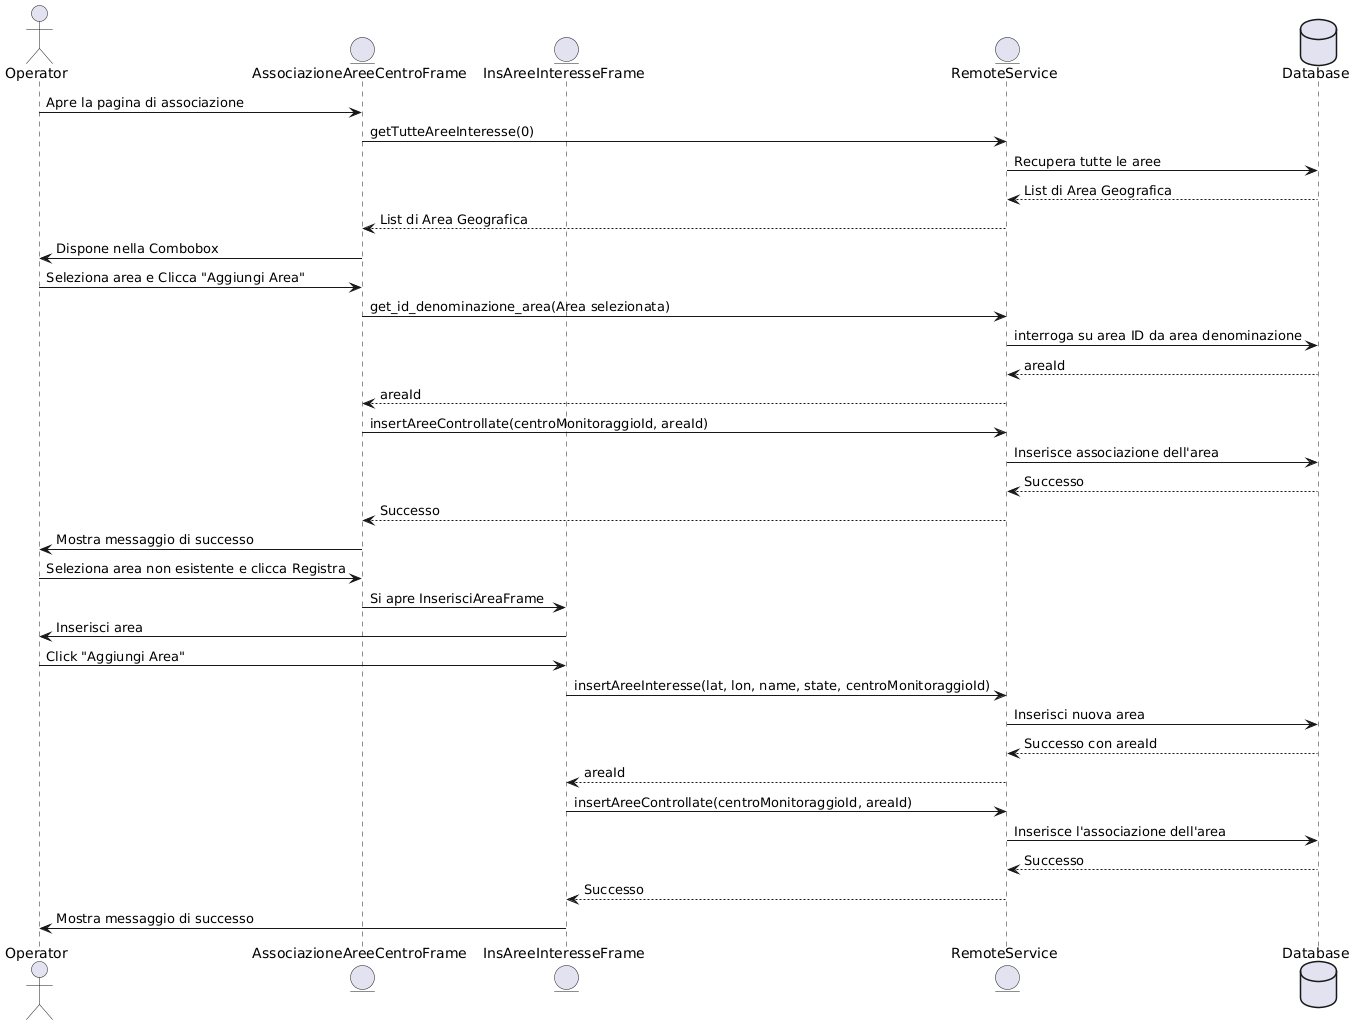 Operator
AssociazioneAreeCentroFrame
InsAreeInteresseFrame
RemoteService
Database
Apre la pagina di associazione
getTutteAreeInteresse(0)
Recupera tutte le aree
List di Area Geografica
List di Area Geografica
Dispone nella Combobox
Seleziona area e Clicca "Aggiungi Area"
get_id_denominazione_area(Area selezionata)
interroga su area ID da area denominazione
areaId
areaId
insertAreeControllate(centroMonitoraggioId, areaId)
Inserisce associazione dell'area
Successo
Successo
Mostra messaggio di successo
Seleziona area non esistente e clicca Registra
Si apre InserisciAreaFrame
Inserisci area
Click "Aggiungi Area"
insertAreeInteresse(lat, lon, name, state, centroMonitoraggioId)
Inserisci nuova area
Successo con areaId
areaId
insertAreeControllate(centroMonitoraggioId, areaId)
Inserisce l'associazione dell'area
Successo
Successo
Mostra messaggio di successo
Operator
AssociazioneAreeCentroFrame
InsAreeInteresseFrame
RemoteService
Database